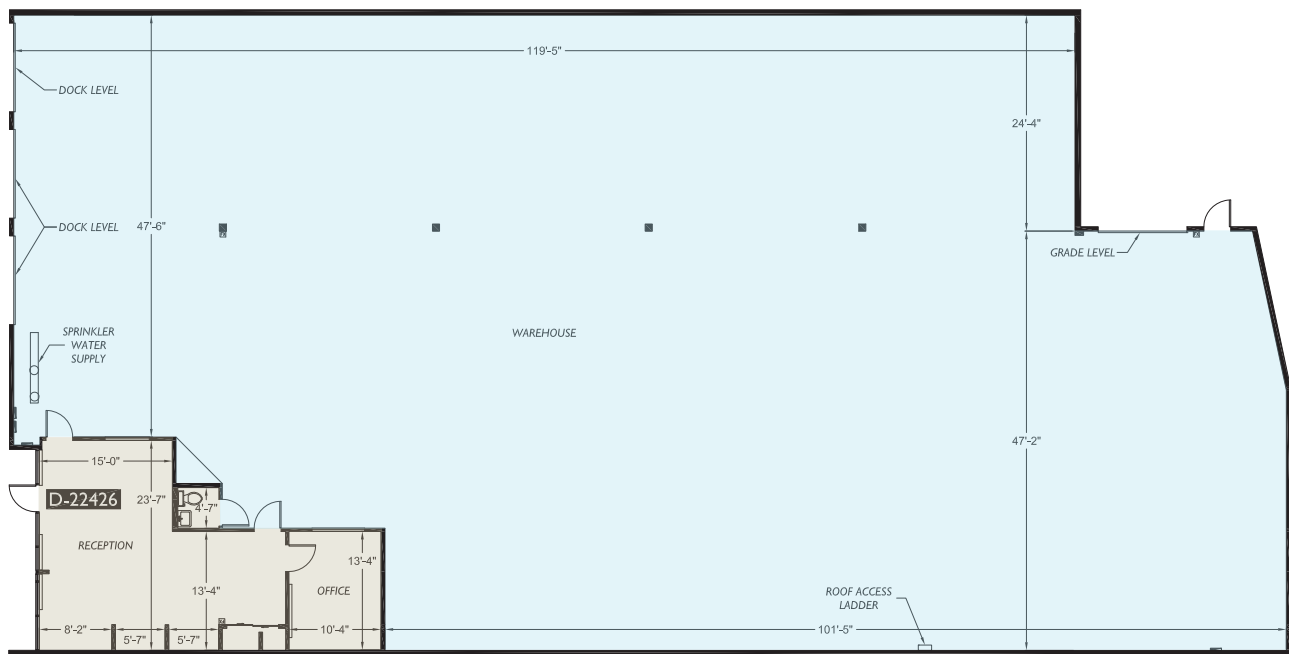 119'-5"
DOCK LEVEL
24'-4"
DOCK LEVEL
47'-6"
GRADE LEVEL
SPRINKLER
WATER
SUPPLY
WAREHOUSE
47'-2"
15'-0"
D-22426
23'-7"
4'-7"
RECEPTION
13'-4"
13'-4"
OFFICE
ROOF ACCESS
LADDER
8'-2"
5'-7"
5'-7"
10'-4"
101'-5"